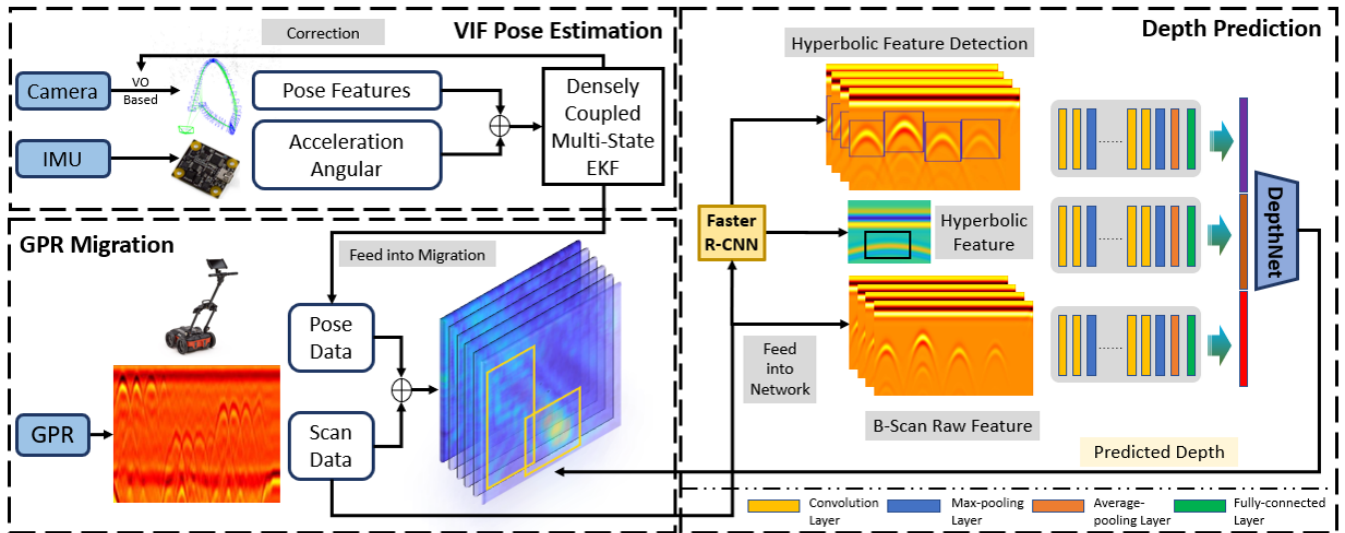 VIF Pose Estimation
Correction
Camera
VO
Based
IMU
Pose Features
Acceleration
Angular
Densely
Coupled
Multi-State
EKF
GPR Migration
Feed into Migration
Pose
Data
Scan
Data
GPR
Depth Prediction
Hyperbolic Feature Detection
Faster
R-CNN
Hyperbolic
Feature
Feed
into
Network
B-Scan Raw Feature
DepthNet
Predicted Depth
Convolution
Layer
Max-pooling
Layer
Average-
pooling Layer
Fully-connected
Layer